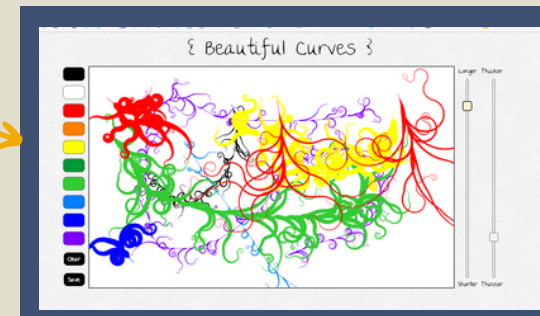 { Beautiful Curves }
Longer Thicker
Clear
Save
Shorter Thinner